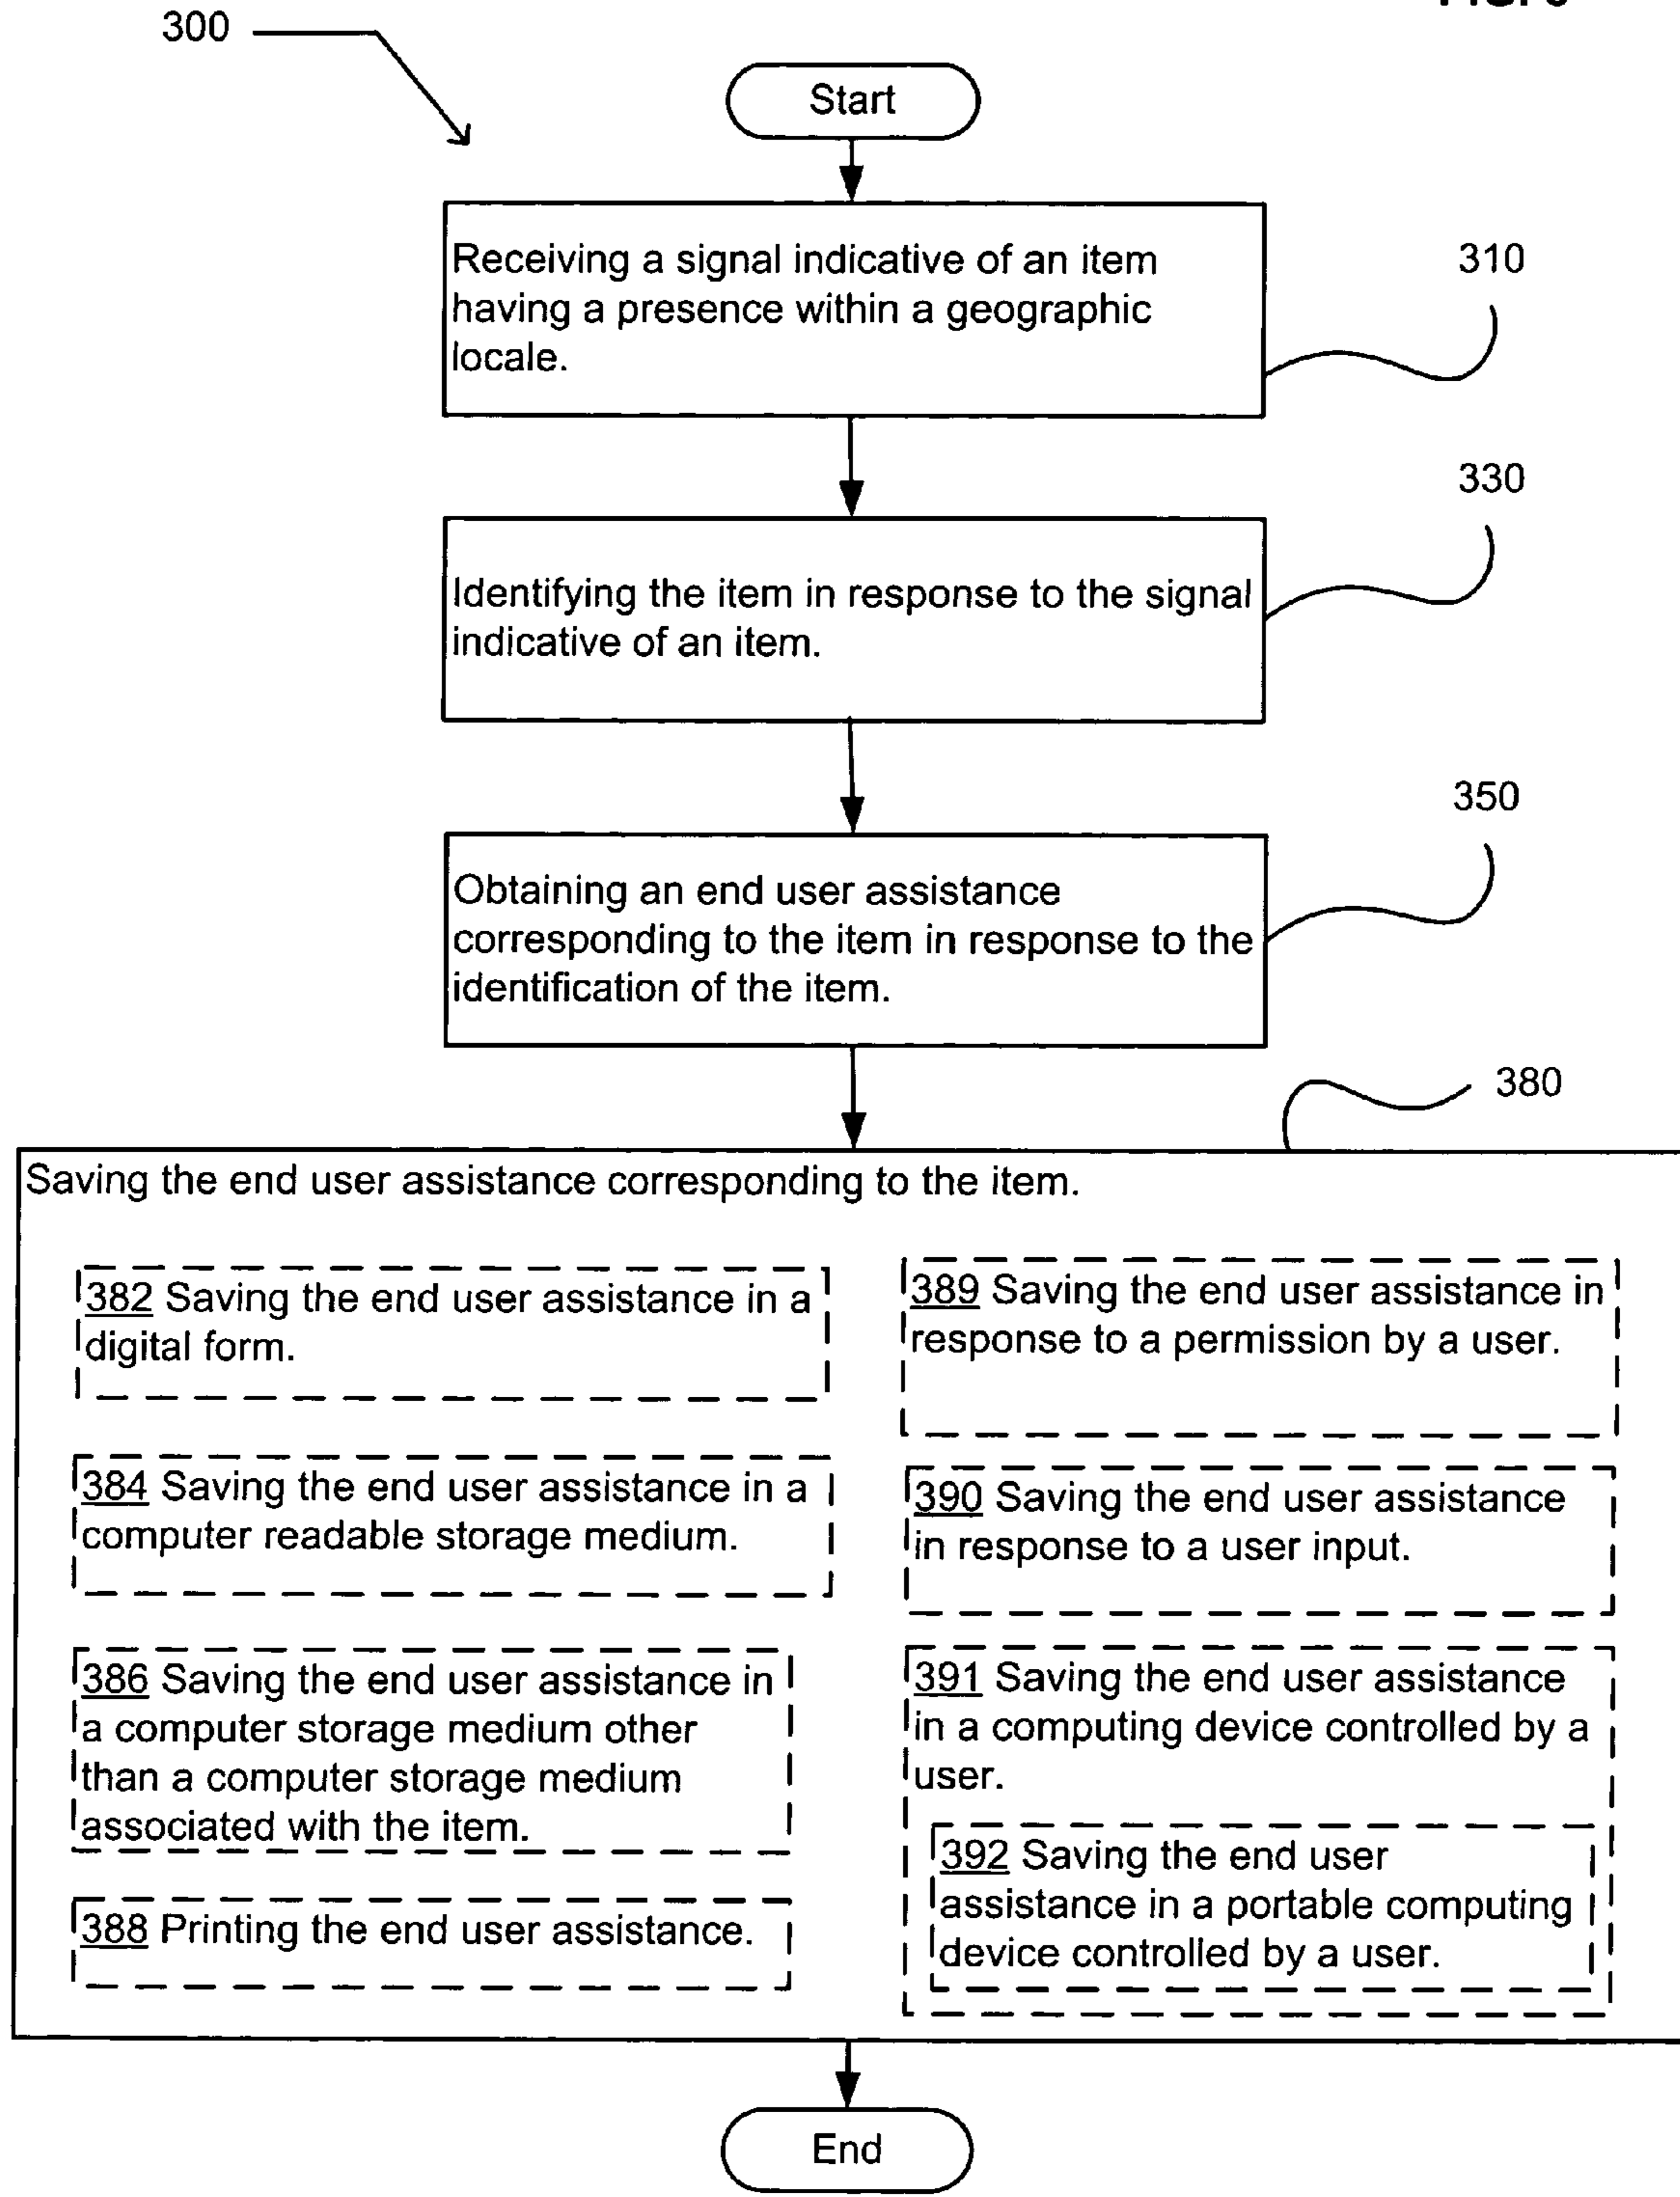 300
Start
Receiving a signal indicative of an item
having a presence within a geographic
locale.
310
Identifying the item in response to the signal
indicative of an item.
330
Obtaining an end user assistance
corresponding to the item in response to the
identification of the item.
350
380
Saving the end user assistance corresponding to the item.
382 Saving the end user assistance in a
digital form.
384 Saving the end user assistance in a
computer readable storage medium.
386 Saving the end user assistance in
a computer storage medium other
than a computer storage medium
associated with the item.
388 Printing the end user assistance.
389 Saving the end user assistance in
response to a permission by a user.
390 Saving the end user assistance
in response to a user input.
391 Saving the end user assistance
in a computing device controlled by a
user.
392 Saving the end user
assistance in a portable computing
device controlled by a user.
End